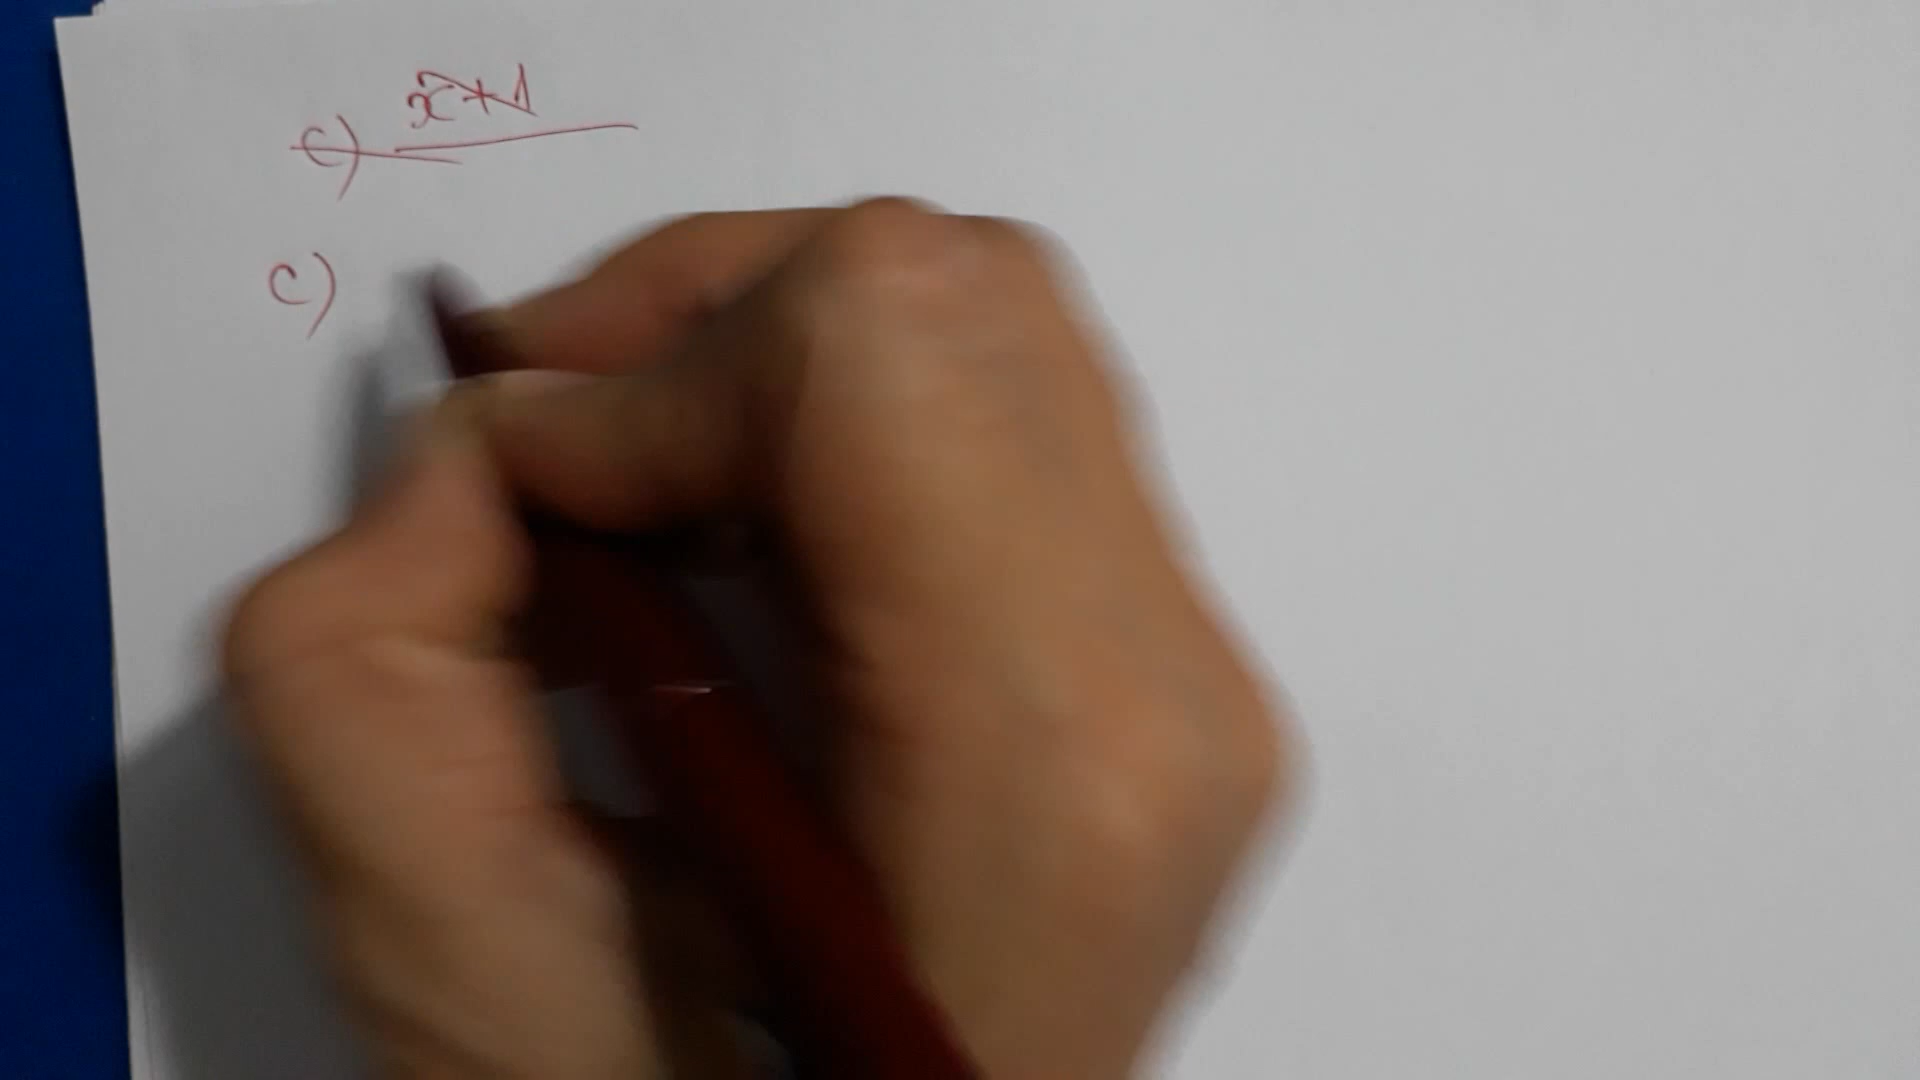 c) x² + 1
c)